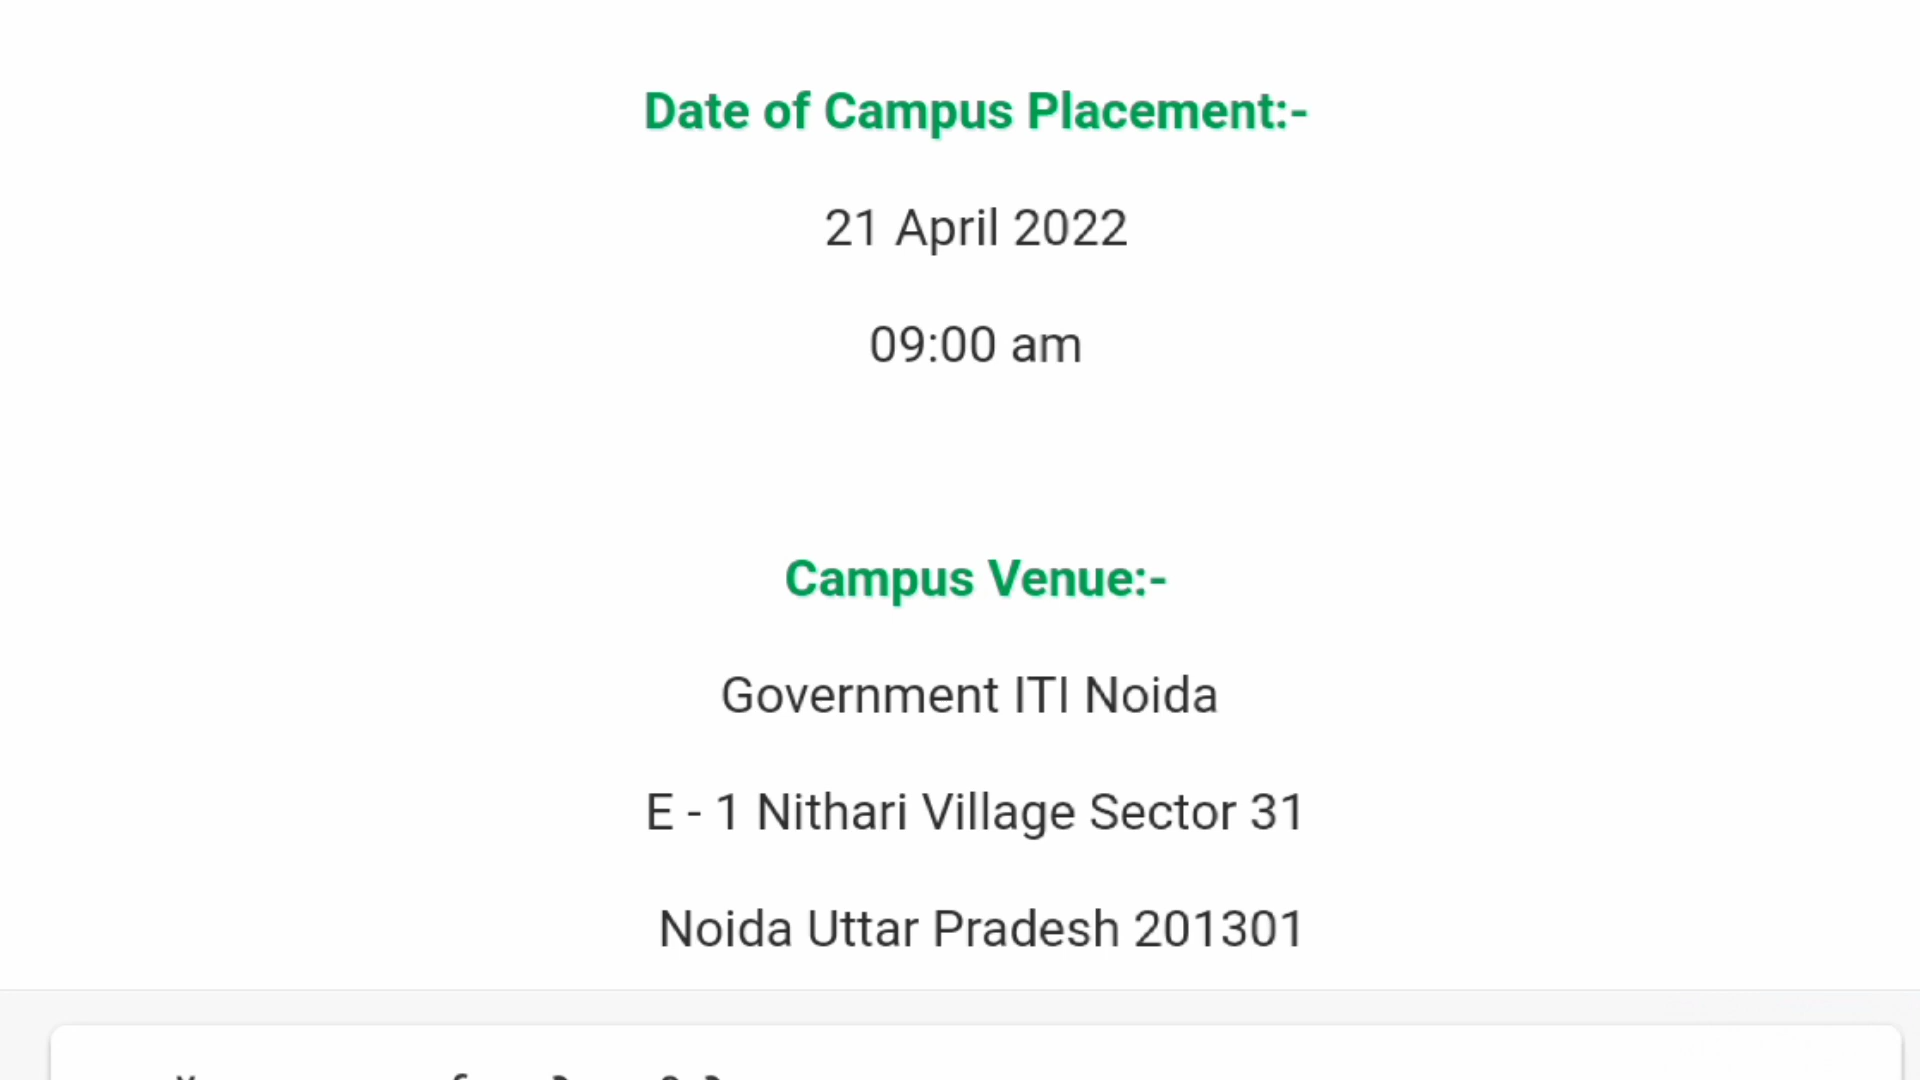 Date of Campus Placement:-
21 April 2022
09:00 am
Campus Venue:-
Government ITI Noida
E - 1 Nithari Village Sector 31
Noida Uttar Pradesh 201301